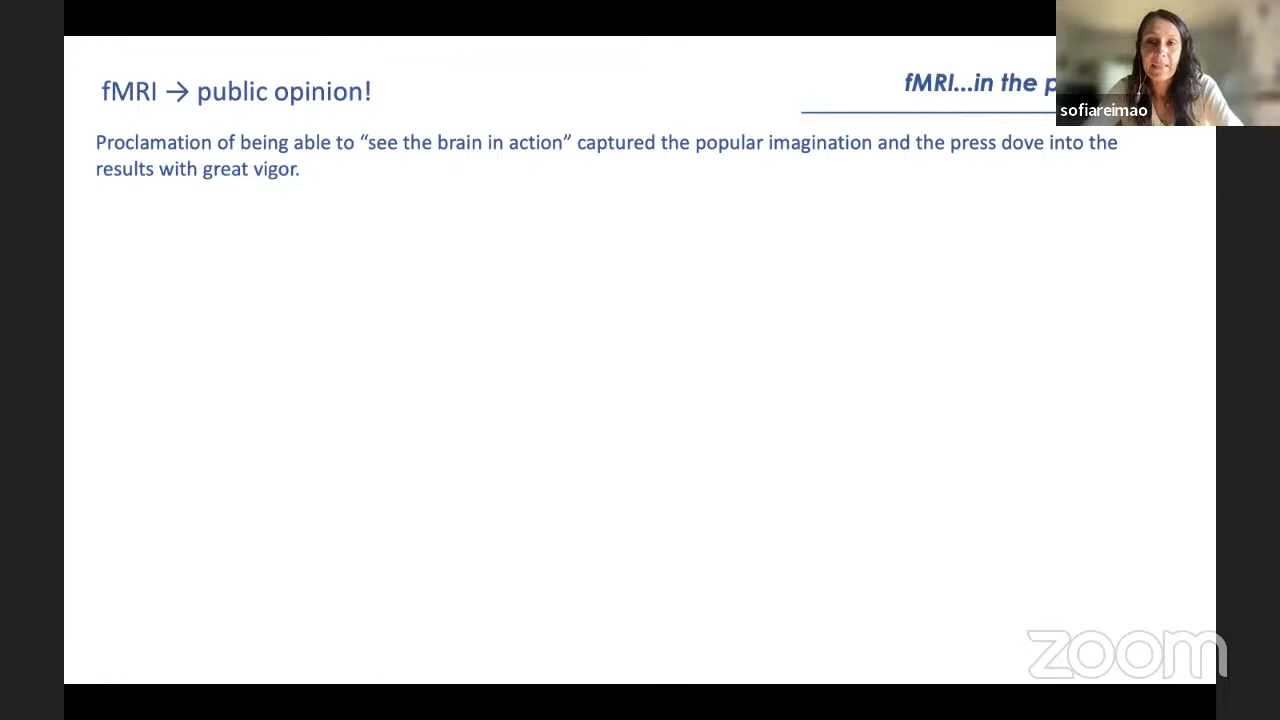 fMRI → public opinion!
fMRI...in the p
sofiareimao
Proclamation of being able to “see the brain in action” captured the popular imagination and the press dove into the
results with great vigor.
zoom